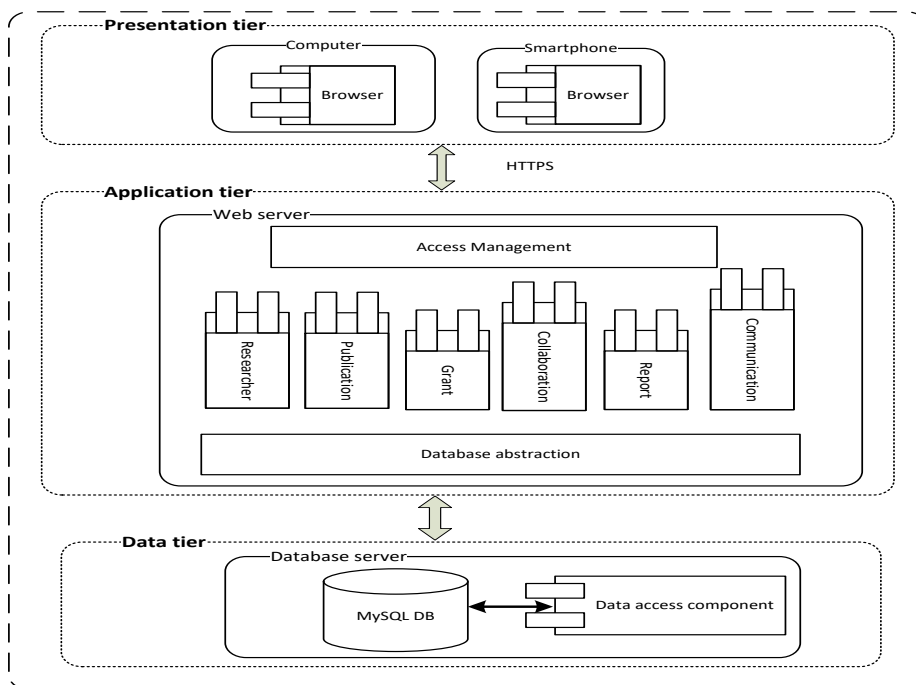 Presentation tier
Computer
Smartphone
Browser
Browser
HTTPS
Application tier
Web server
Access Management
Researcher
Publication
Grant
Collaboration
Report
Communication
Database abstraction
Data tier
Database server
MySQL DB
Data access component